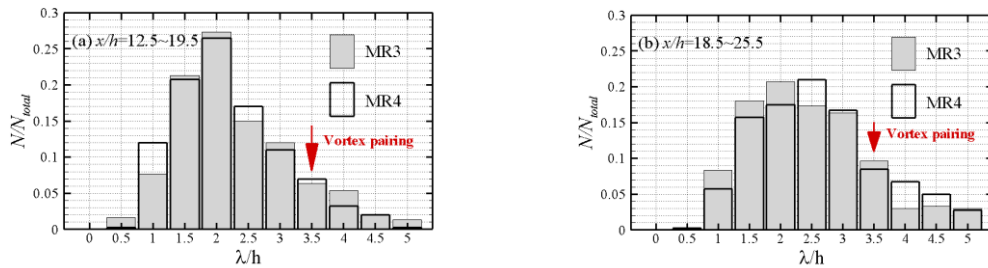 0.3
(a) x/h=12.5~19.5
MR3
0.25
0.2
MR4
N/N_total
0.15
Vortex pairing
0.1
0.05
0
0 0.5 1 1.5 2 2.5 3 3.5 4 4.5 5
λ/h
0.3
(b) x/h=18.5~25.5
MR3
0.25
0.2
MR4
N/N_total
0.15
Vortex pairing
0.1
0.05
0
0 0.5 1 1.5 2 2.5 3 3.5 4 4.5 5
λ/h